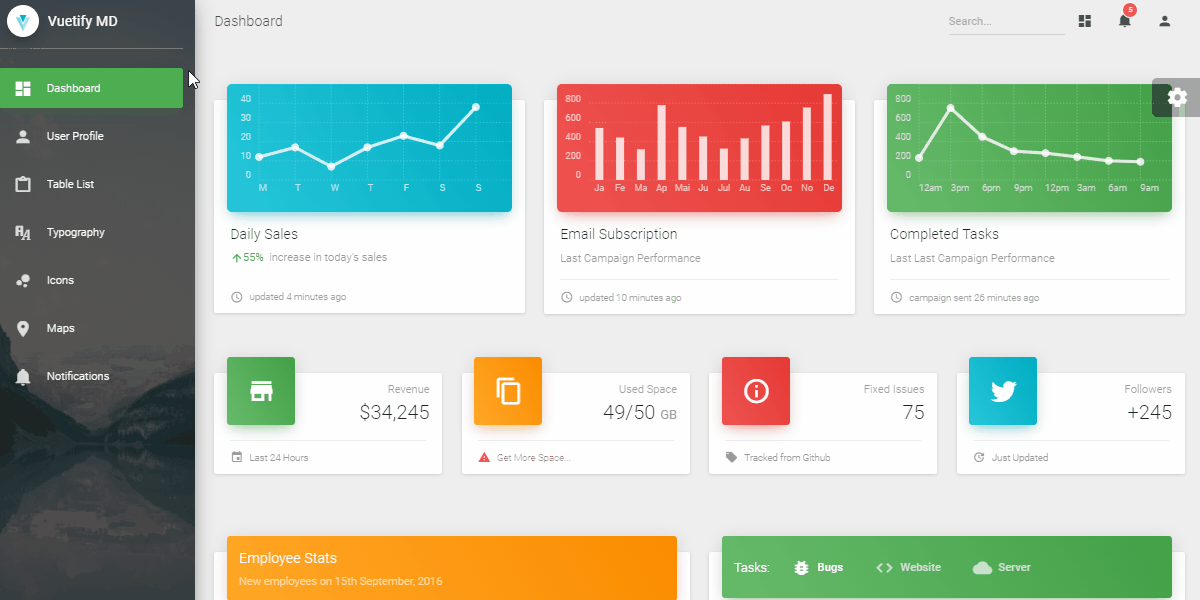 Vuetify MD
Dashboard
User Profile
Table List
Typography
Icons
Maps
Notifications
Dashboard
Search...
5
40
30
20
10
0
M T W T F S S
Daily Sales
55% increase in today's sales
updated 4 minutes ago
800
600
400
200
0
Ja Fe Ma Ap Mai Ju Jul Au Se Oc No De
Email Subscription
Last Campaign Performance
updated 10 minutes ago
800
600
400
200
0
12am 3pm 6pm 9pm 12pm 3am 6am 9am
Completed Tasks
Last Last Campaign Performance
campaign sent 26 minutes ago
Revenue
$34,245
Last 24 Hours
Used Space
49/50 GB
Get More Space...
Fixed Issues
75
Tracked from Github
Followers
+245
Just Updated
Employee Stats
New employees on 15th September, 2016
Tasks: Bugs Website Server